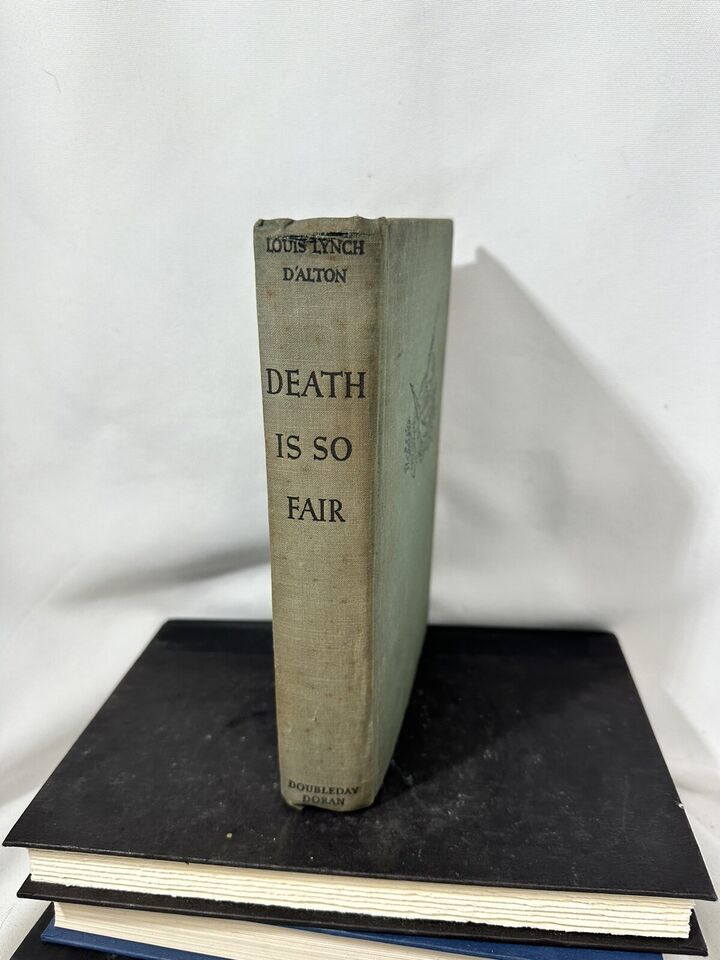 LOUIS LYNCH
D'ALTON
DEATH
IS SO
FAIR
DOUBLEDAY
DORAN